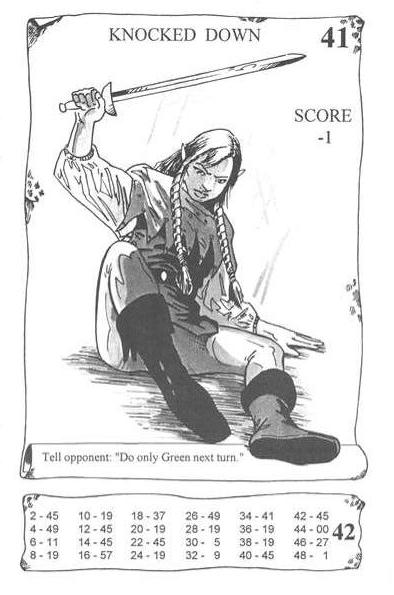 KNOCKED DOWN 41
SCORE
-1
Tell opponent: "Do only Green next turn."
2 - 45 10 - 19 18 - 37 26 - 49 34 - 41 42 - 45
4 - 49 12 - 45 20 - 19 28 - 19 36 - 19 44 - 00
6 - 11 14 - 45 22 - 45 30 - 5 38 - 19 46 - 27
8 - 19 16 - 57 24 - 19 32 - 9 40 - 45 48 - 1
42